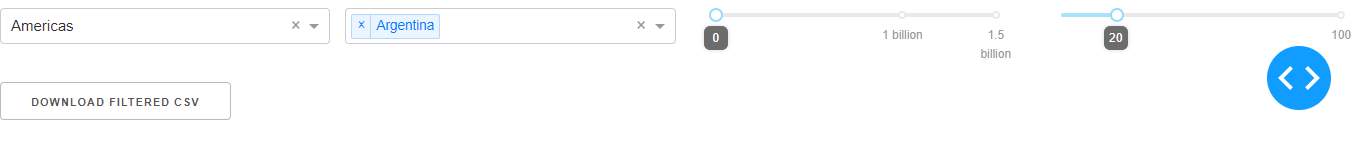 Americas × × Argentina ×
0 1 billion 1.5 billion 20 100
DOWNLOAD FILTERED CSV